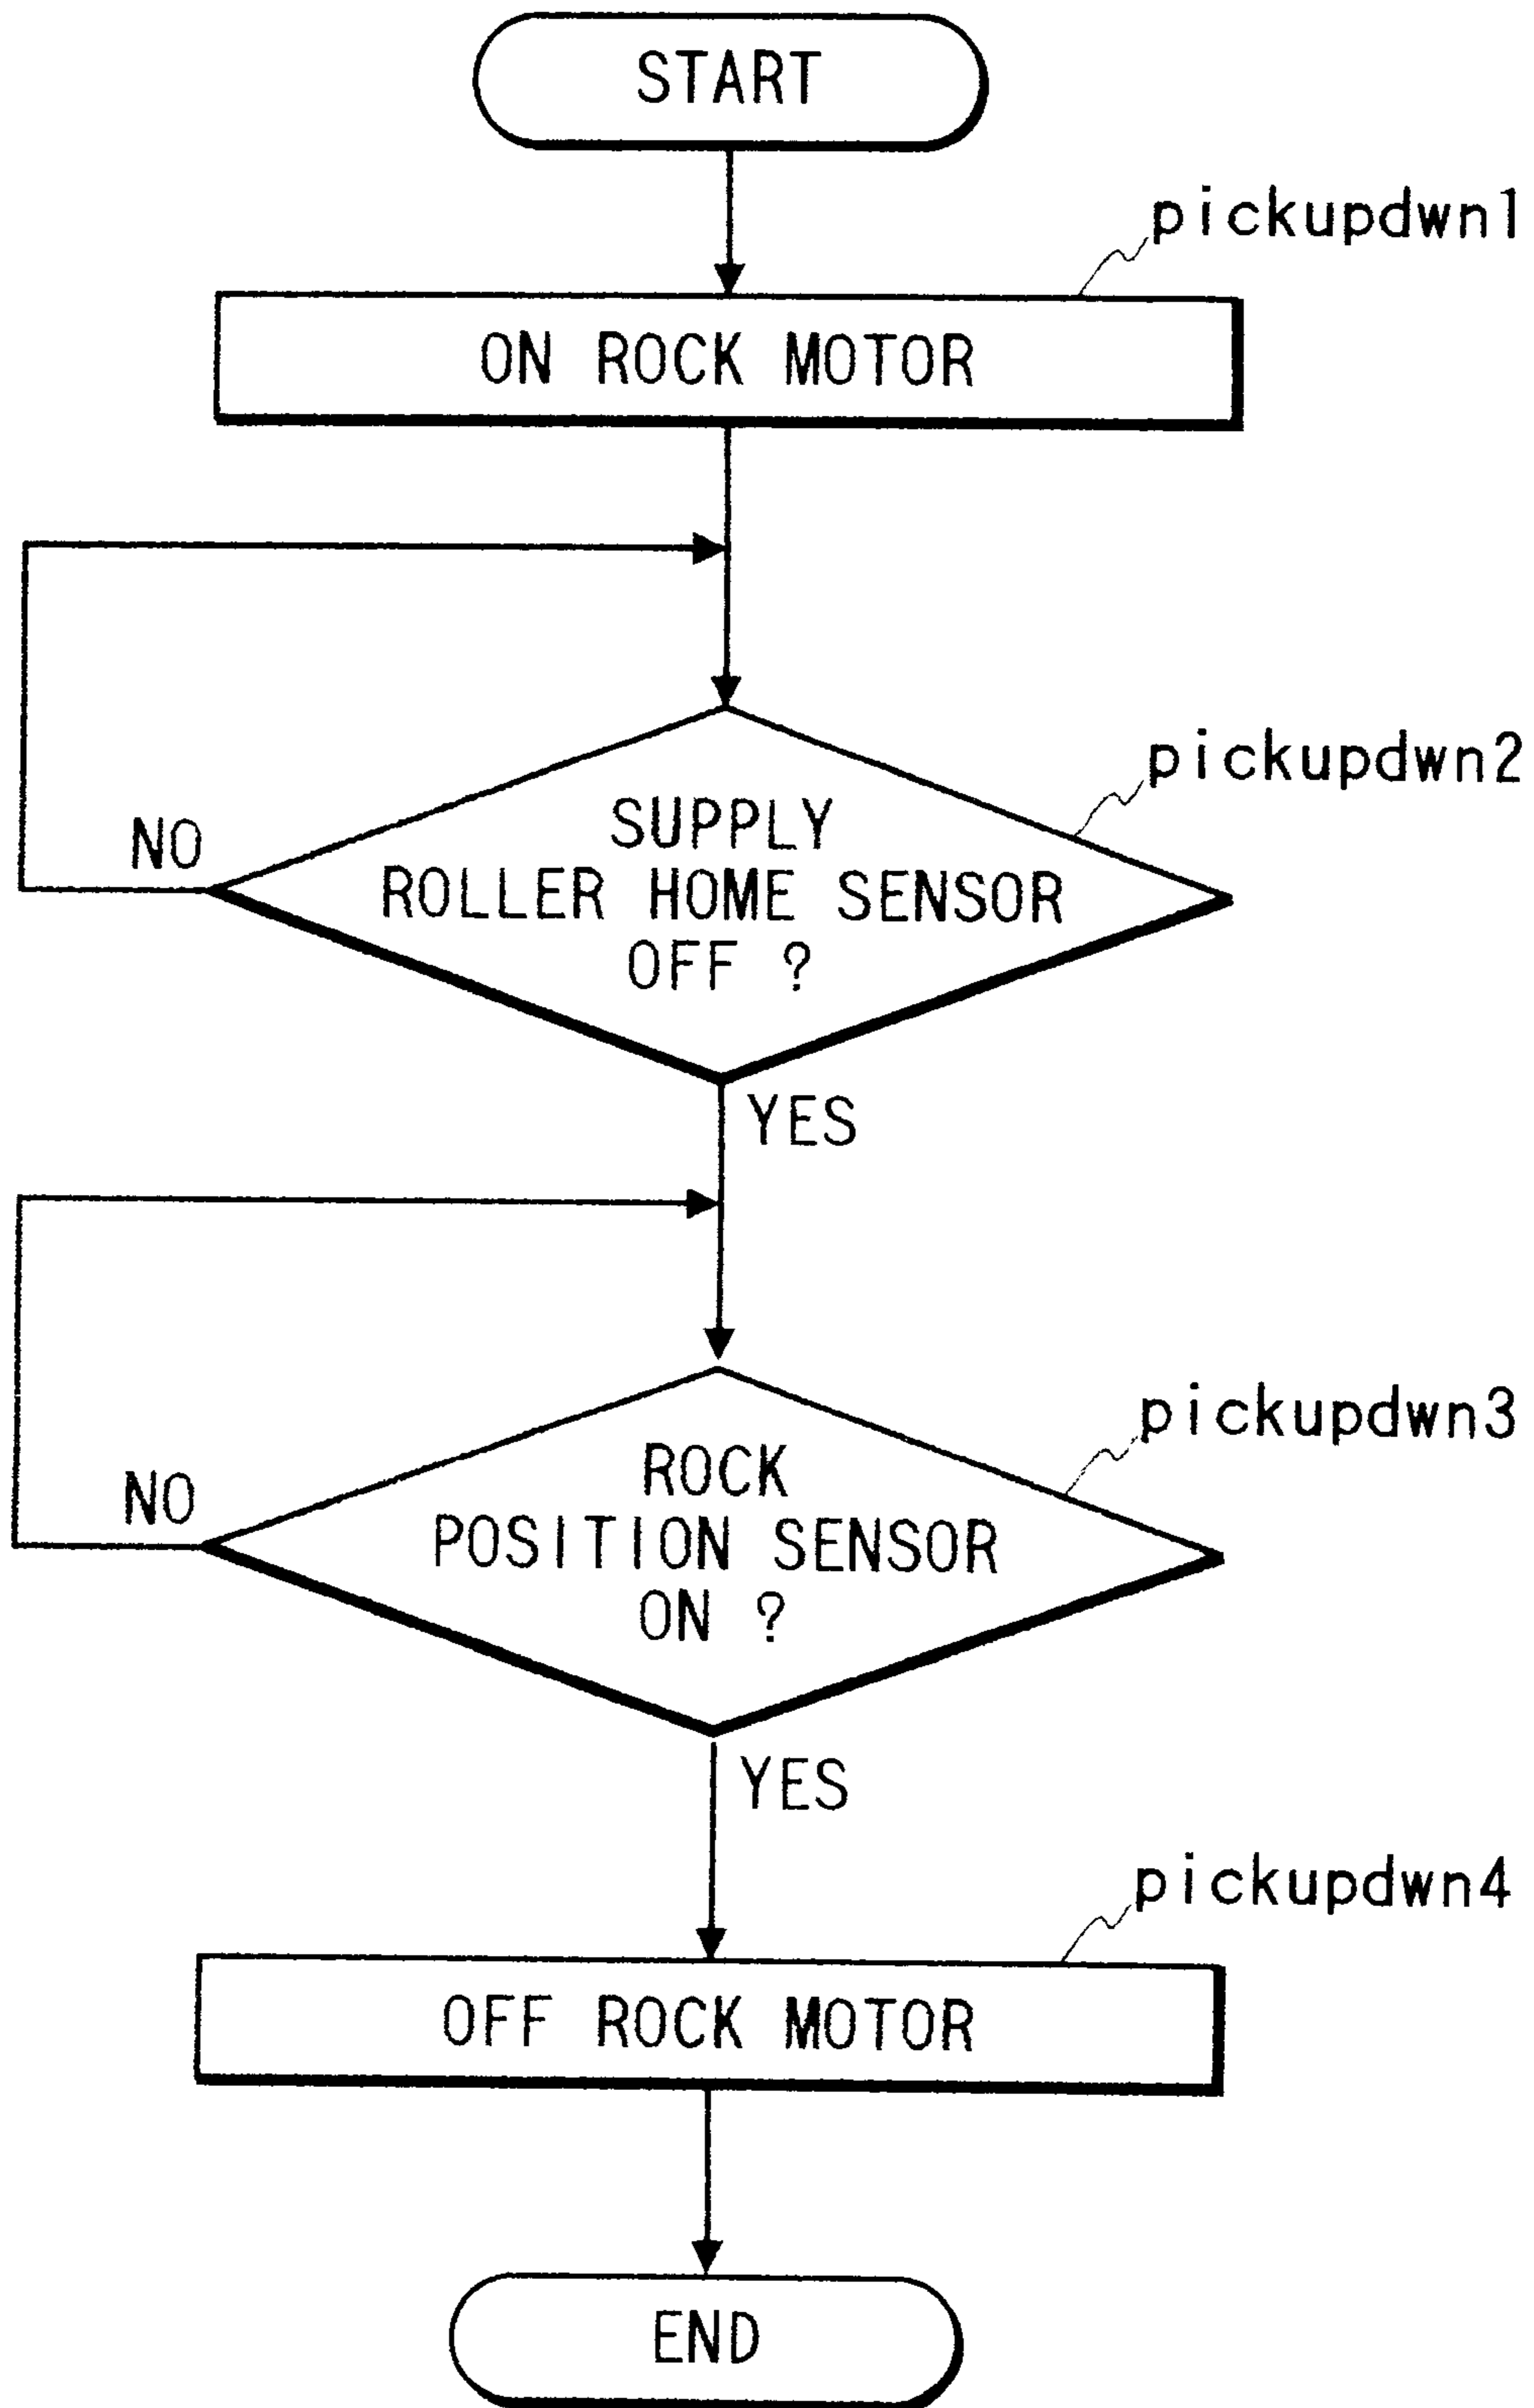 START
pickupdwn1
ON ROCK MOTOR
pickupdwn2
SUPPLY
ROLLER HOME SENSOR
OFF ?
NO
YES
pickupdwn3
ROCK
POSITION SENSOR
ON ?
NO
YES
pickupdwn4
OFF ROCK MOTOR
END